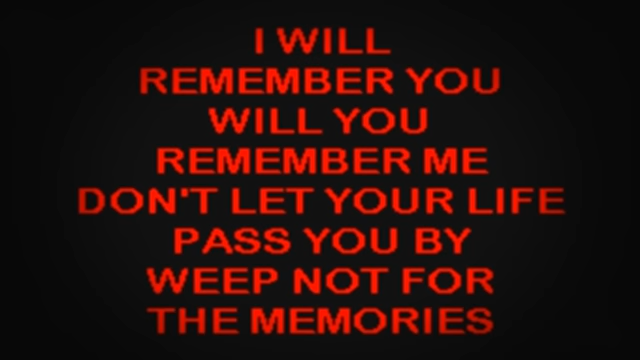 I WILL
REMEMBER YOU
WILL YOU
REMEMBER ME
DON'T LET YOUR LIFE
PASS YOU BY
WEEP NOT FOR
THE MEMORIES